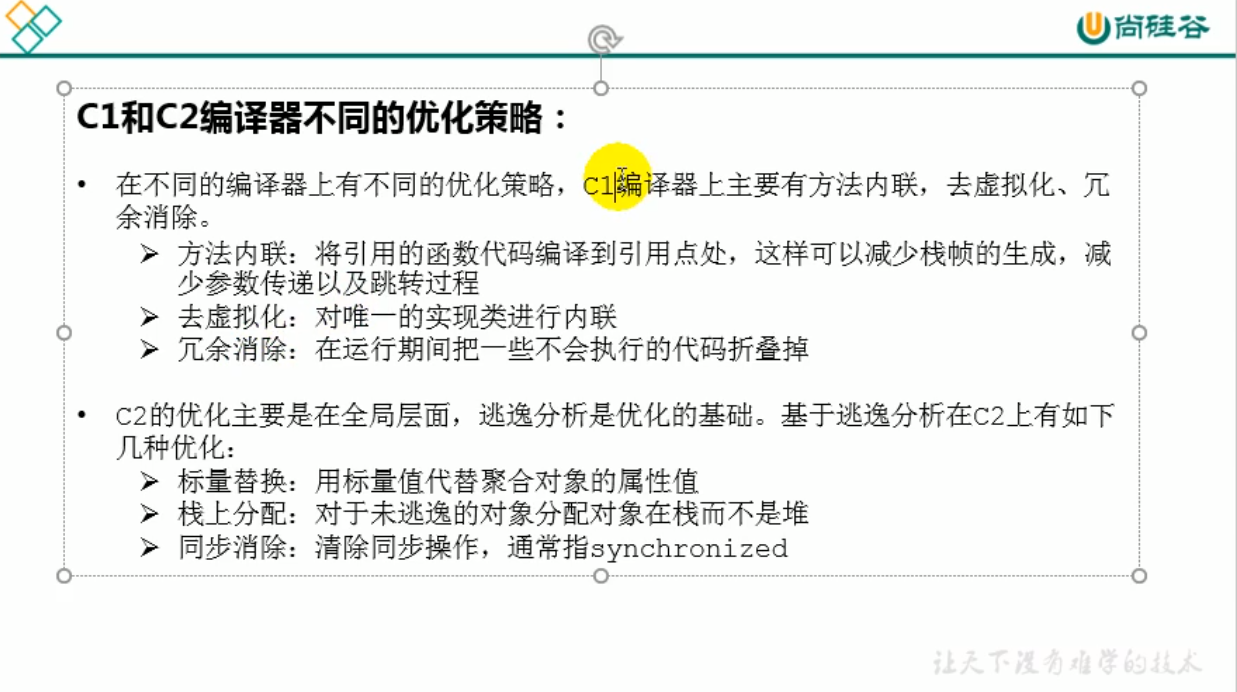 尚硅谷
C1和C2编译器不同的优化策略：
• 在不同的编译器上有不同的优化策略，C1编译器上主要有方法内联，去虚拟化、冗
余消除。
➢ 方法内联：将引用的函数代码编译到引用点处，这样可以减少栈帧的生成，减
少参数传递以及跳转过程
➢ 去虚拟化：对唯一的实现类进行内联
➢ 冗余消除：在运行期间把一些不会执行的代码折叠掉
• C2的优化主要是在全局层面，逃逸分析是优化的基础。基于逃逸分析在C2上有如下
几种优化：
➢ 标量替换：用标量值代替聚合对象的属性值
➢ 栈上分配：对于未逃逸的对象分配对象在栈而不是堆
➢ 同步消除：清除同步操作，通常指synchronized
让天下没有难学的技术